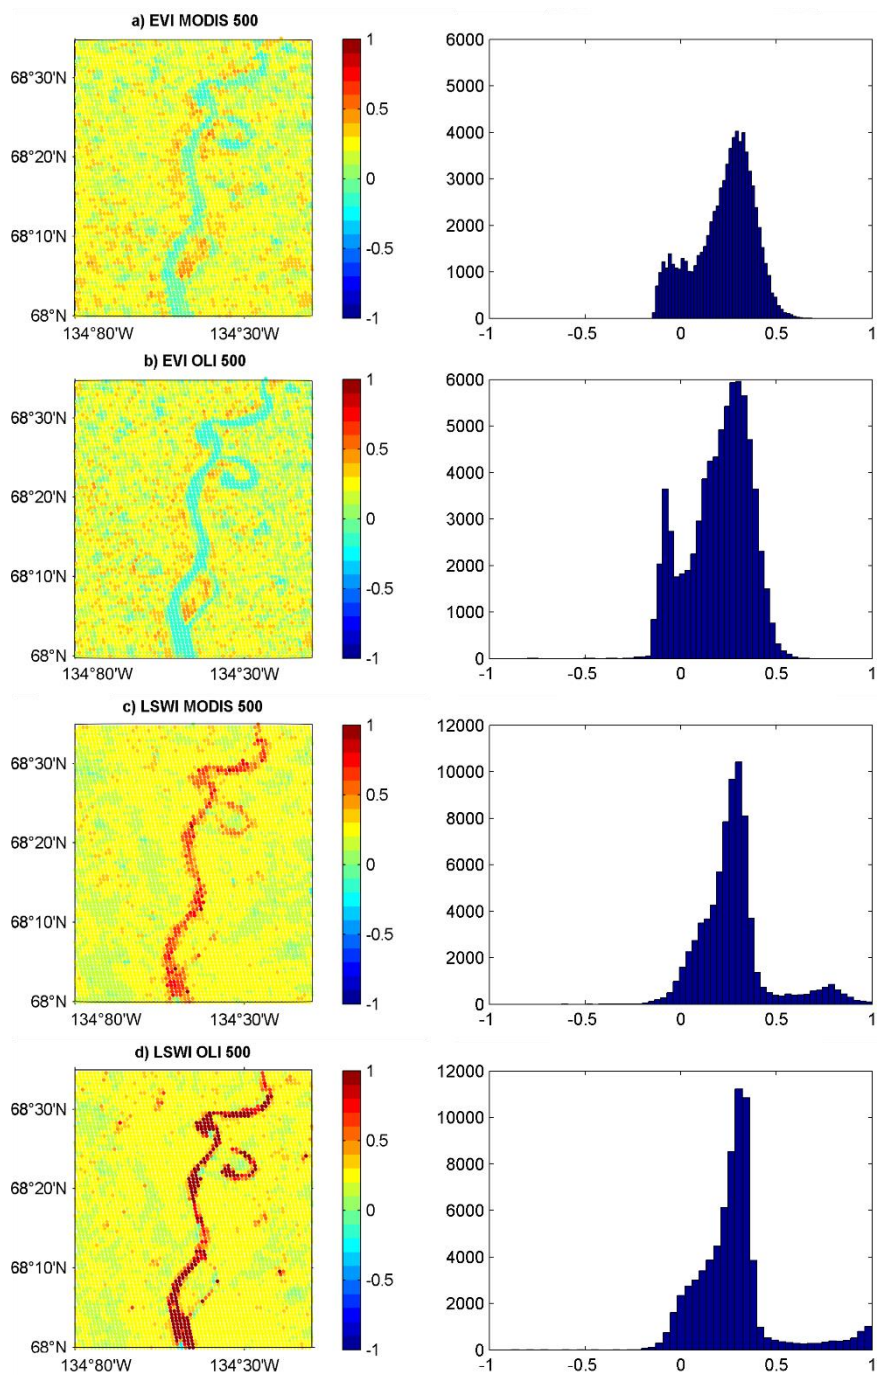 a) EVI MODIS 500
68°30'N
68°20'N
68°10'N
68°N
134°80'W
134°30'W
1
0.5
0
-0.5
-1
6000
5000
4000
3000
2000
1000
0
-1
-0.5
0
0.5
1
b) EVI OLI 500
68°30'N
68°20'N
68°10'N
68°N
134°80'W
134°30'W
1
0.5
0
-0.5
-1
6000
5000
4000
3000
2000
1000
0
-1
-0.5
0
0.5
1
c) LSWI MODIS 500
68°30'N
68°20'N
68°10'N
68°N
134°80'W
134°30'W
1
0.5
0
-0.5
-1
12000
10000
8000
6000
4000
2000
0
-1
-0.5
0
0.5
1
d) LSWI OLI 500
68°30'N
68°20'N
68°10'N
68°N
134°80'W
134°30'W
1
0.5
0
-0.5
-1
12000
10000
8000
6000
4000
2000
0
-1
-0.5
0
0.5
1